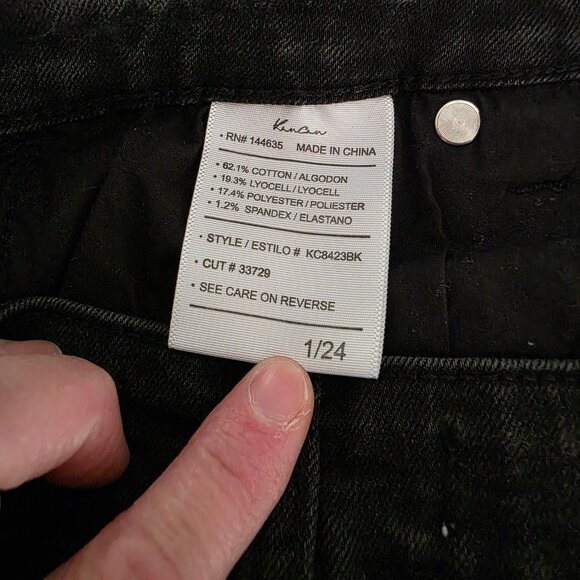 KanCan
• RN# 144635 MADE IN CHINA
• 62.1% COTTON / ALGODON
• 19.3% LYOCELL / LYOCELL
• 17.4% POLYESTER / POLIESTER
• 1.2% SPANDEX / ELASTANO
• STYLE / ESTILO # KC8423BK
• CUT # 33729
• SEE CARE ON REVERSE
1/24